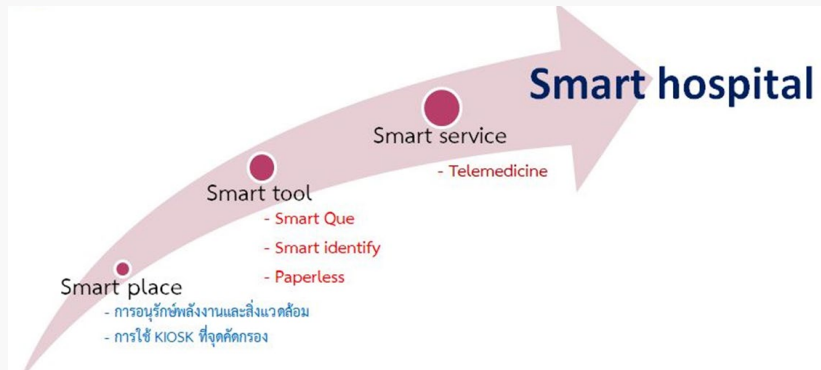 Smart hospital
Smart service
- Telemedicine
Smart tool
- Smart Que
- Smart identify
- Paperless
Smart place
- การอนุรักษ์พลังงานและสิ่งแวดล้อม
- การใช้ KIOSK ที่จุดคัดกรอง